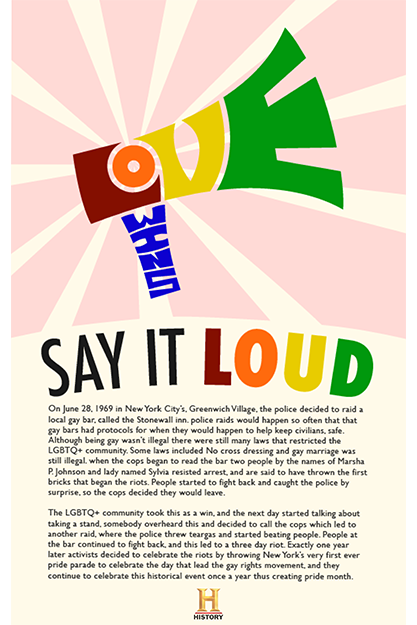 LOVE
WINS
SAY IT LOUD
On June 28, 1969 in New York City's, Greenwich Village, the police decided to raid a
local gay bar, called the Stonewall inn. police raids would happen so often that that
gay bars had protocols for when they would happen to help keep civilians, safe.
Although being gay wasn't illegal there were still many laws that restricted the
LGBTQ+ community. Some laws included No cross dressing and gay marriage was
still illegal. when the cops began to read the bar two people by the names of Marsha
P. Johnson and lady named Sylvia resisted arrest, and are said to have thrown the first
bricks that began the riots. People started to fight back and caught the police by
surprise, so the cops decided they would leave.
The LGBTQ+ community took this as a win, and the next day started talking about
taking a stand, somebody overheard this and decided to call the cops which led to
another raid, where the police threw teargas and started beating people. People at
the bar continued to fight back, and this led to a three day riot. Exactly one year
later activists decided to celebrate the riots by throwing New York's very first ever
pride parade to celebrate the day that lead the gay rights movement, and they
continue to celebrate this historical event once a year thus creating pride month.
H
HISTORY